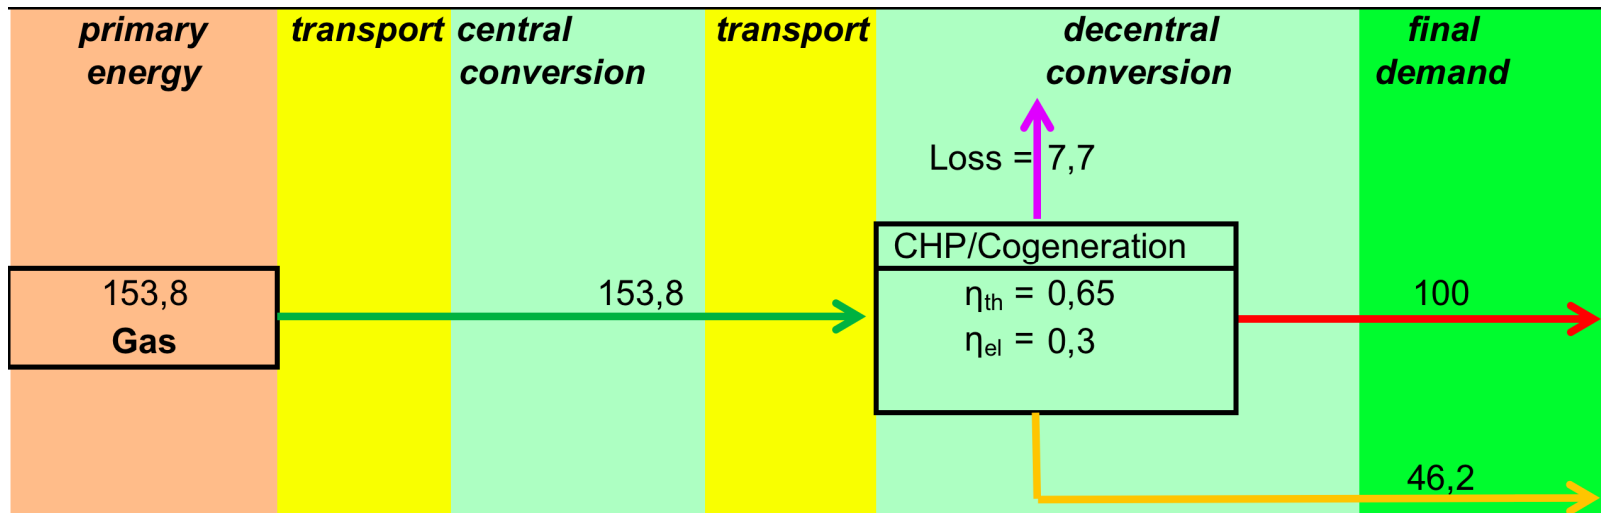 primary energy
transport
central conversion
transport
decentral conversion
final demand
Loss = 7,7
CHP/Cogeneration
153,8
Gas
153,8
ηth = 0,65
ηel = 0,3
100
46,2